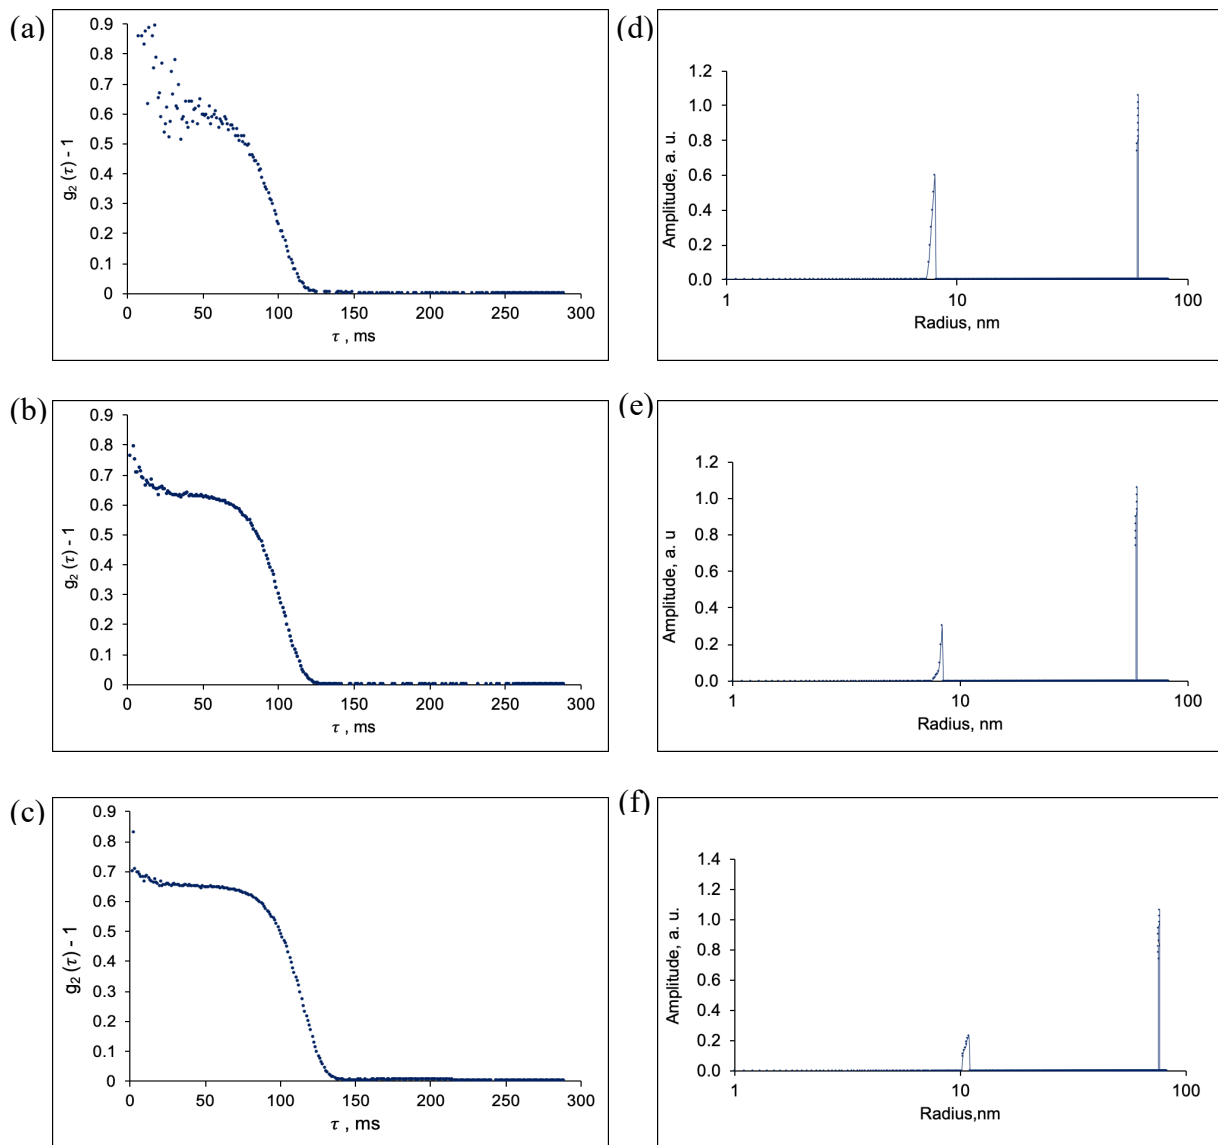 (a)
0.9
0.8
0.7
0.6
0.5
0.4
0.3
0.2
0.1
0
g₂ (τ) - 1
0 50 100 150 200 250 300
τ , ms
(d)
1.2
1.0
0.8
0.6
0.4
0.2
0.0
Amplitude, a. u.
1 10 100
Radius, nm
(b)
0.9
0.8
0.7
0.6
0.5
0.4
0.3
0.2
0.1
0
g₂ (τ) - 1
0 50 100 150 200 250 300
τ , ms
(e)
1.2
1.0
0.8
0.6
0.4
0.2
0.0
Amplitude, a. u
1 10 100
Radius, nm
(c)
0.9
0.8
0.7
0.6
0.5
0.4
0.3
0.2
0.1
0
g₂ (τ) - 1
0 50 100 150 200 250 300
τ , ms
(f)
1.4
1.2
1.0
0.8
0.6
0.4
0.2
0.0
Amplitude, a. u.
1 10 100
Radius,nm